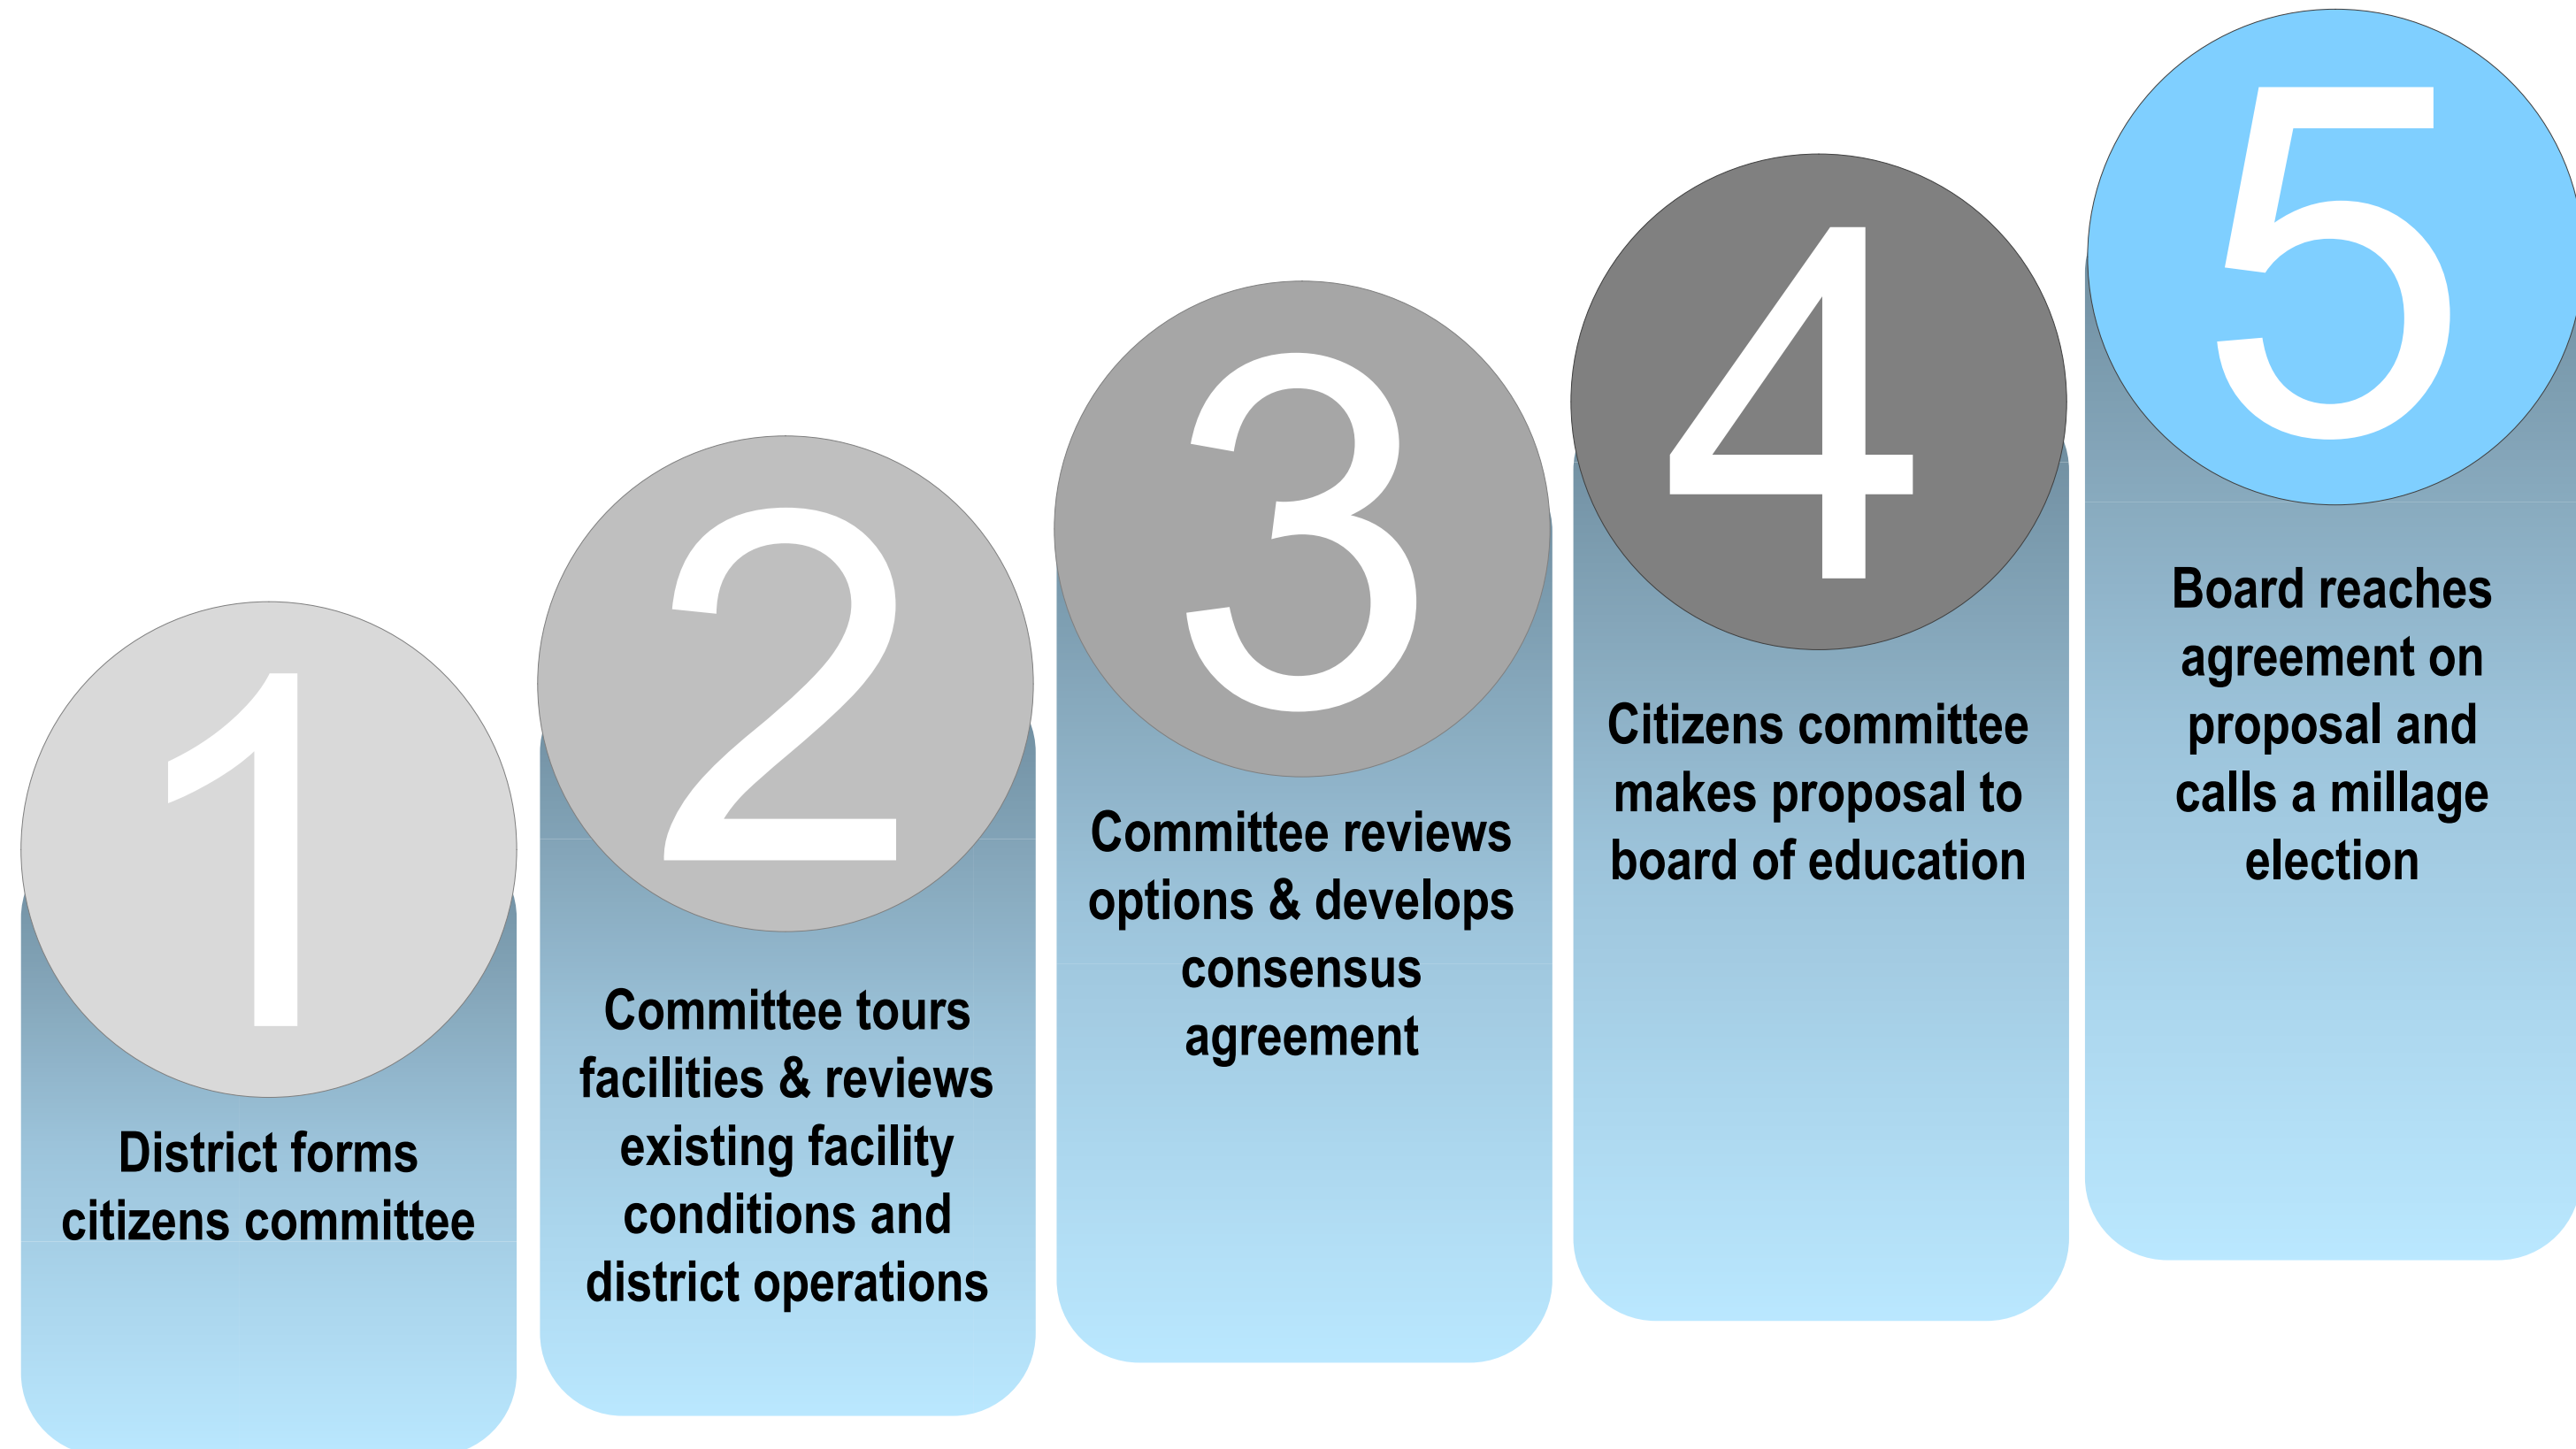 1
District forms
citizens committee
2
Committee tours
facilities & reviews
existing facility
conditions and
district operations
3
Committee reviews
options & develops
consensus
agreement
4
Citizens committee
makes proposal to
board of education
5
Board reaches
agreement on
proposal and
calls a millage
election